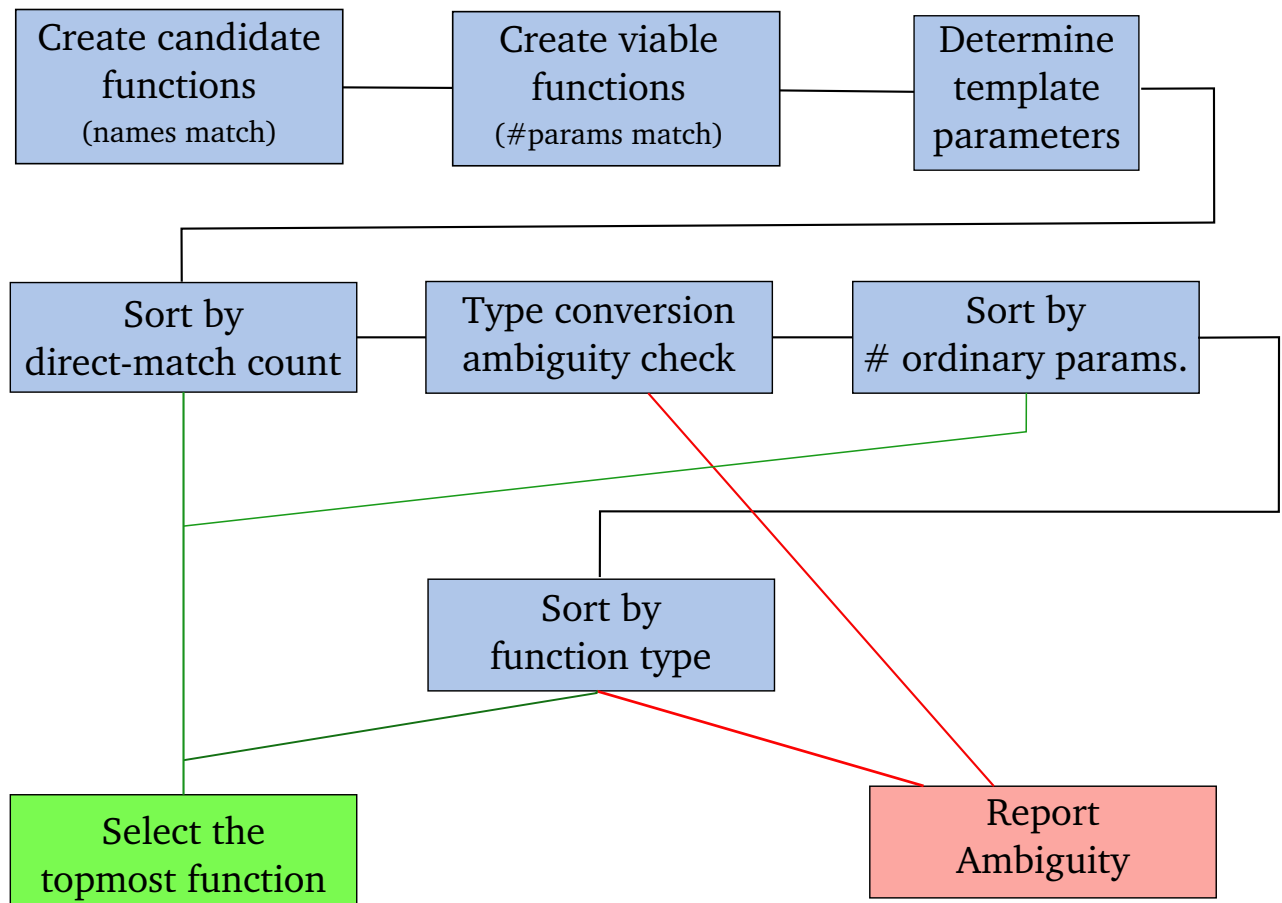 Create candidate
functions
(names match)
Create viable
functions
(#params match)
Determine
template
parameters
Sort by
direct-match count
Type conversion
ambiguity check
Sort by
# ordinary params.
Sort by
function type
Select the
topmost function
Report
Ambiguity